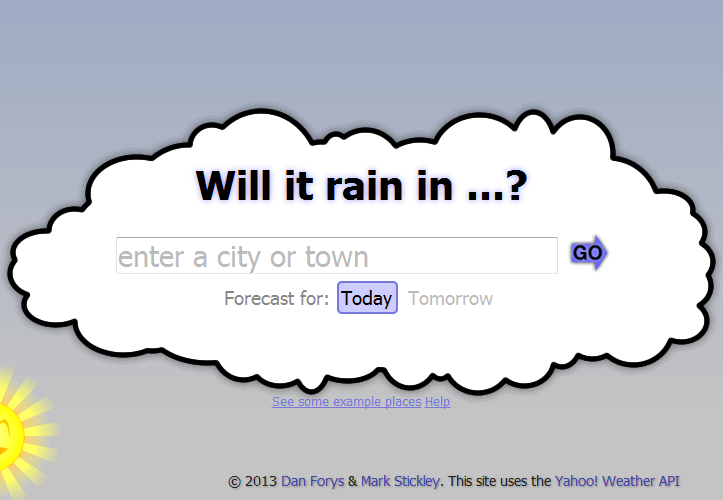 Will it rain in ...?
enter a city or town GO
Forecast for: Today Tomorrow
See some example places Help
© 2013 Dan Forys & Mark Stickley. This site uses the Yahoo! Weather API